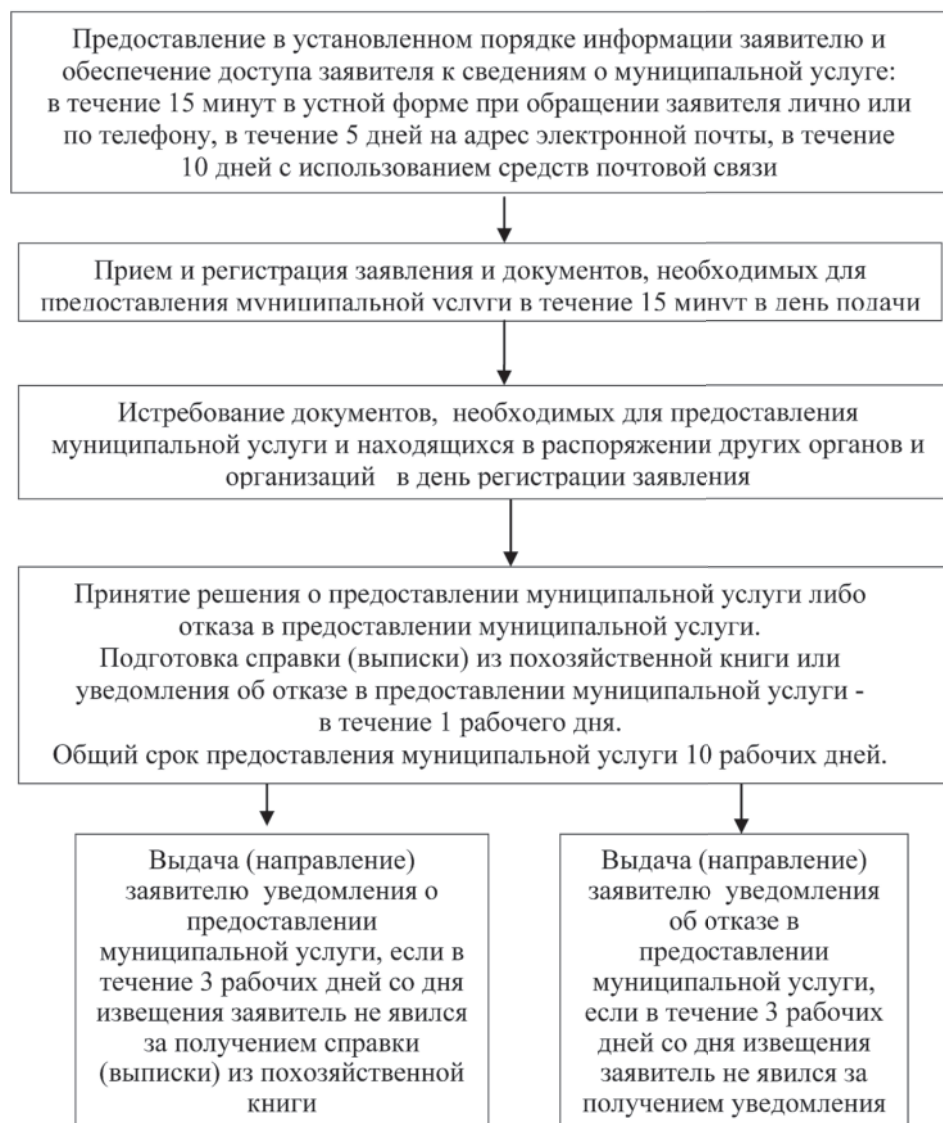 Предоставление в установленном порядке информации заявителю и
обеспечение доступа заявителя к сведениям о муниципальной услуге:
в течение 15 минут в устной форме при обращении заявителя лично или
по телефону, в течение 5 дней на адрес электронной почты, в течение
10 дней с использованием средств почтовой связи
Прием и регистрация заявления и документов, необходимых для
предоставления муниципальной услуги в течение 15 минут в день подачи
Истребование документов, необходимых для предоставления
муниципальной услуги и находящихся в распоряжении других органов и
организаций в день регистрации заявления
Принятие решения о предоставлении муниципальной услуги либо
отказа в предоставлении муниципальной услуги.
Подготовка справки (выписки) из похозяйственной книги или
уведомления об отказе в предоставлении муниципальной услуги -
в течение 1 рабочего дня.
Общий срок предоставления муниципальной услуги 10 рабочих дней.
Выдача (направление)
заявителю уведомления о
предоставлении
муниципальной услуги, если в
течение 3 рабочих дней со дня
извещения заявитель не явился
за получением справки
(выписки) из похозяйственной
книги
Выдача (направление)
заявителю уведомления
об отказе в
предоставлении
муниципальной услуги,
если в течение 3 рабочих
дней со дня извещения
заявитель не явился за
получением уведомления